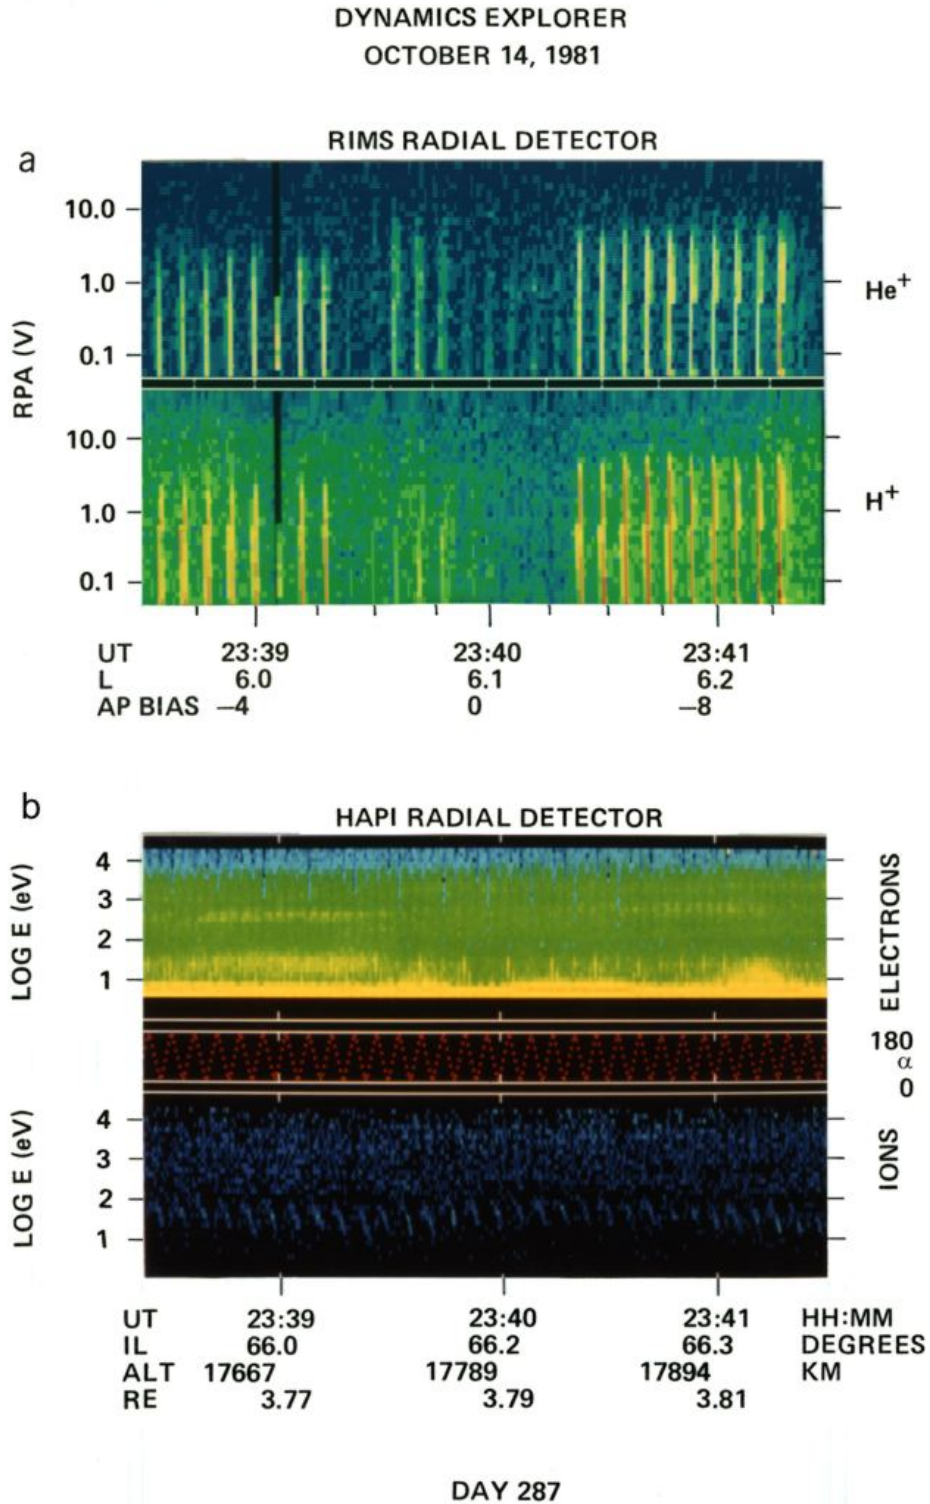 DYNAMICS EXPLORER
OCTOBER 14, 1981
a
RIMS RADIAL DETECTOR
RPA (V)
10.0
1.0
0.1
He+
10.0
1.0
0.1
H+
UT 23:39 23:40 23:41
L 6.0 6.1 6.2
AP BIAS –4 0 –8
b
HAPI RADIAL DETECTOR
LOG E (eV)
4
3
2
1
ELECTRONS
180
α
0
LOG E (eV)
4
3
2
1
IONS
UT 23:39 23:40 23:41 HH:MM
IL 66.0 66.2 66.3 DEGREES
ALT 17667 17789 17894 KM
RE 3.77 3.79 3.81
DAY 287